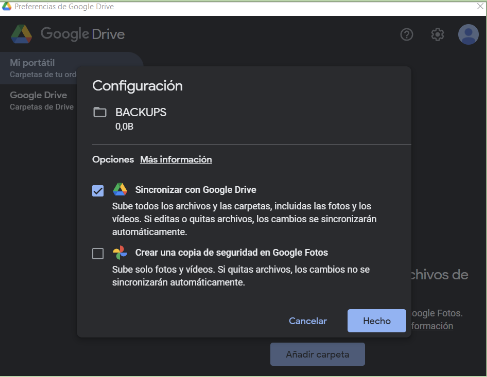 Preferencias de Google Drive
Google Drive
Mi portátil
Carpetas de tu ord
Google Drive
Carpetas de Drive
Configuración
BACKUPS
0,0B
Opciones Más información
Sincronizar con Google Drive
Sube todos los archivos y las carpetas, incluidas las fotos y los
vídeos. Si editas o quitas archivos, los cambios se sincronizarán
automáticamente.
Crear una copia de seguridad en Google Fotos
Sube solo fotos y vídeos. Si quitas archivos, los cambios no se
sincronizarán automáticamente.
chivos de
oogle Fotos.
formación
Cancelar Hecho
Añadir carpeta